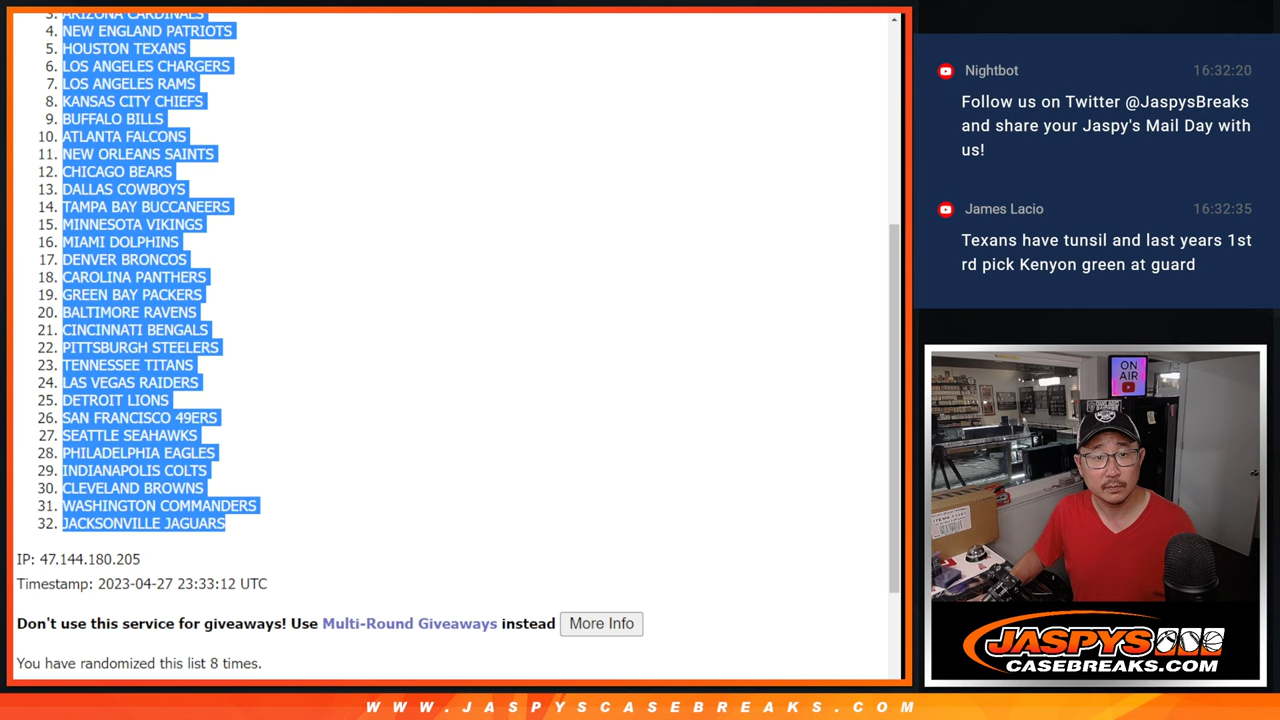 3. ARIZONA CARDINALS
4. NEW ENGLAND PATRIOTS
5. HOUSTON TEXANS
6. LOS ANGELES CHARGERS
7. LOS ANGELES RAMS
8. KANSAS CITY CHIEFS
9. BUFFALO BILLS
10. ATLANTA FALCONS
11. NEW ORLEANS SAINTS
12. CHICAGO BEARS
13. DALLAS COWBOYS
14. TAMPA BAY BUCCANEERS
15. MINNESOTA VIKINGS
16. MIAMI DOLPHINS
17. DENVER BRONCOS
18. CAROLINA PANTHERS
19. GREEN BAY PACKERS
20. BALTIMORE RAVENS
21. CINCINNATI BENGALS
22. PITTSBURGH STEELERS
23. TENNESSEE TITANS
24. LAS VEGAS RAIDERS
25. DETROIT LIONS
26. SAN FRANCISCO 49ERS
27. SEATTLE SEAHAWKS
28. PHILADELPHIA EAGLES
29. INDIANAPOLIS COLTS
30. CLEVELAND BROWNS
31. WASHINGTON COMMANDERS
32. JACKSONVILLE JAGUARS
IP: 47.144.180.205
Timestamp: 2023-04-27 23:33:12 UTC
Don't use this service for giveaways! Use Multi-Round Giveaways instead More Info
You have randomized this list 8 times.
Nightbot 16:32:20
Follow us on Twitter @JaspysBreaks
and share your Jaspy's Mail Day with
us!
James Lacio 16:32:35
Texans have tunsil and last years 1st
rd pick Kenyon green at guard
ON
AIR
JASPYS
CASEBREAKS.COM
WWW.JASPYSCASEBREAKS.COM